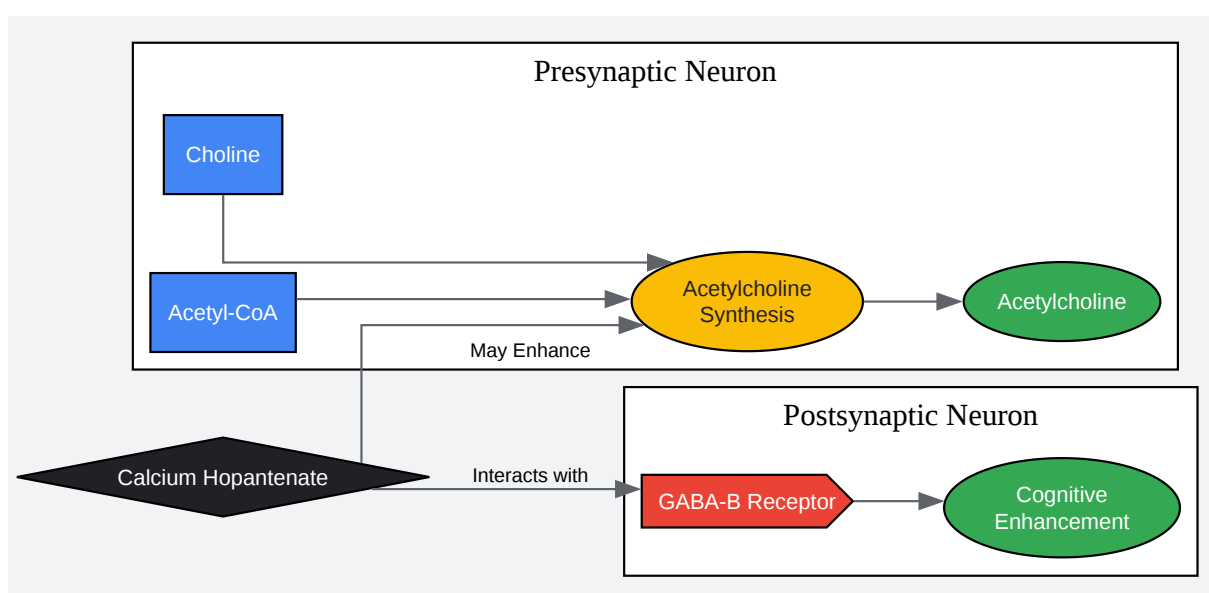 Presynaptic Neuron
Choline
Acetyl-CoA
Acetylcholine
Synthesis
Acetylcholine
May Enhance
Postsynaptic Neuron
Calcium Hopantenate
Interacts with
GABA-B Receptor
Cognitive
Enhancement